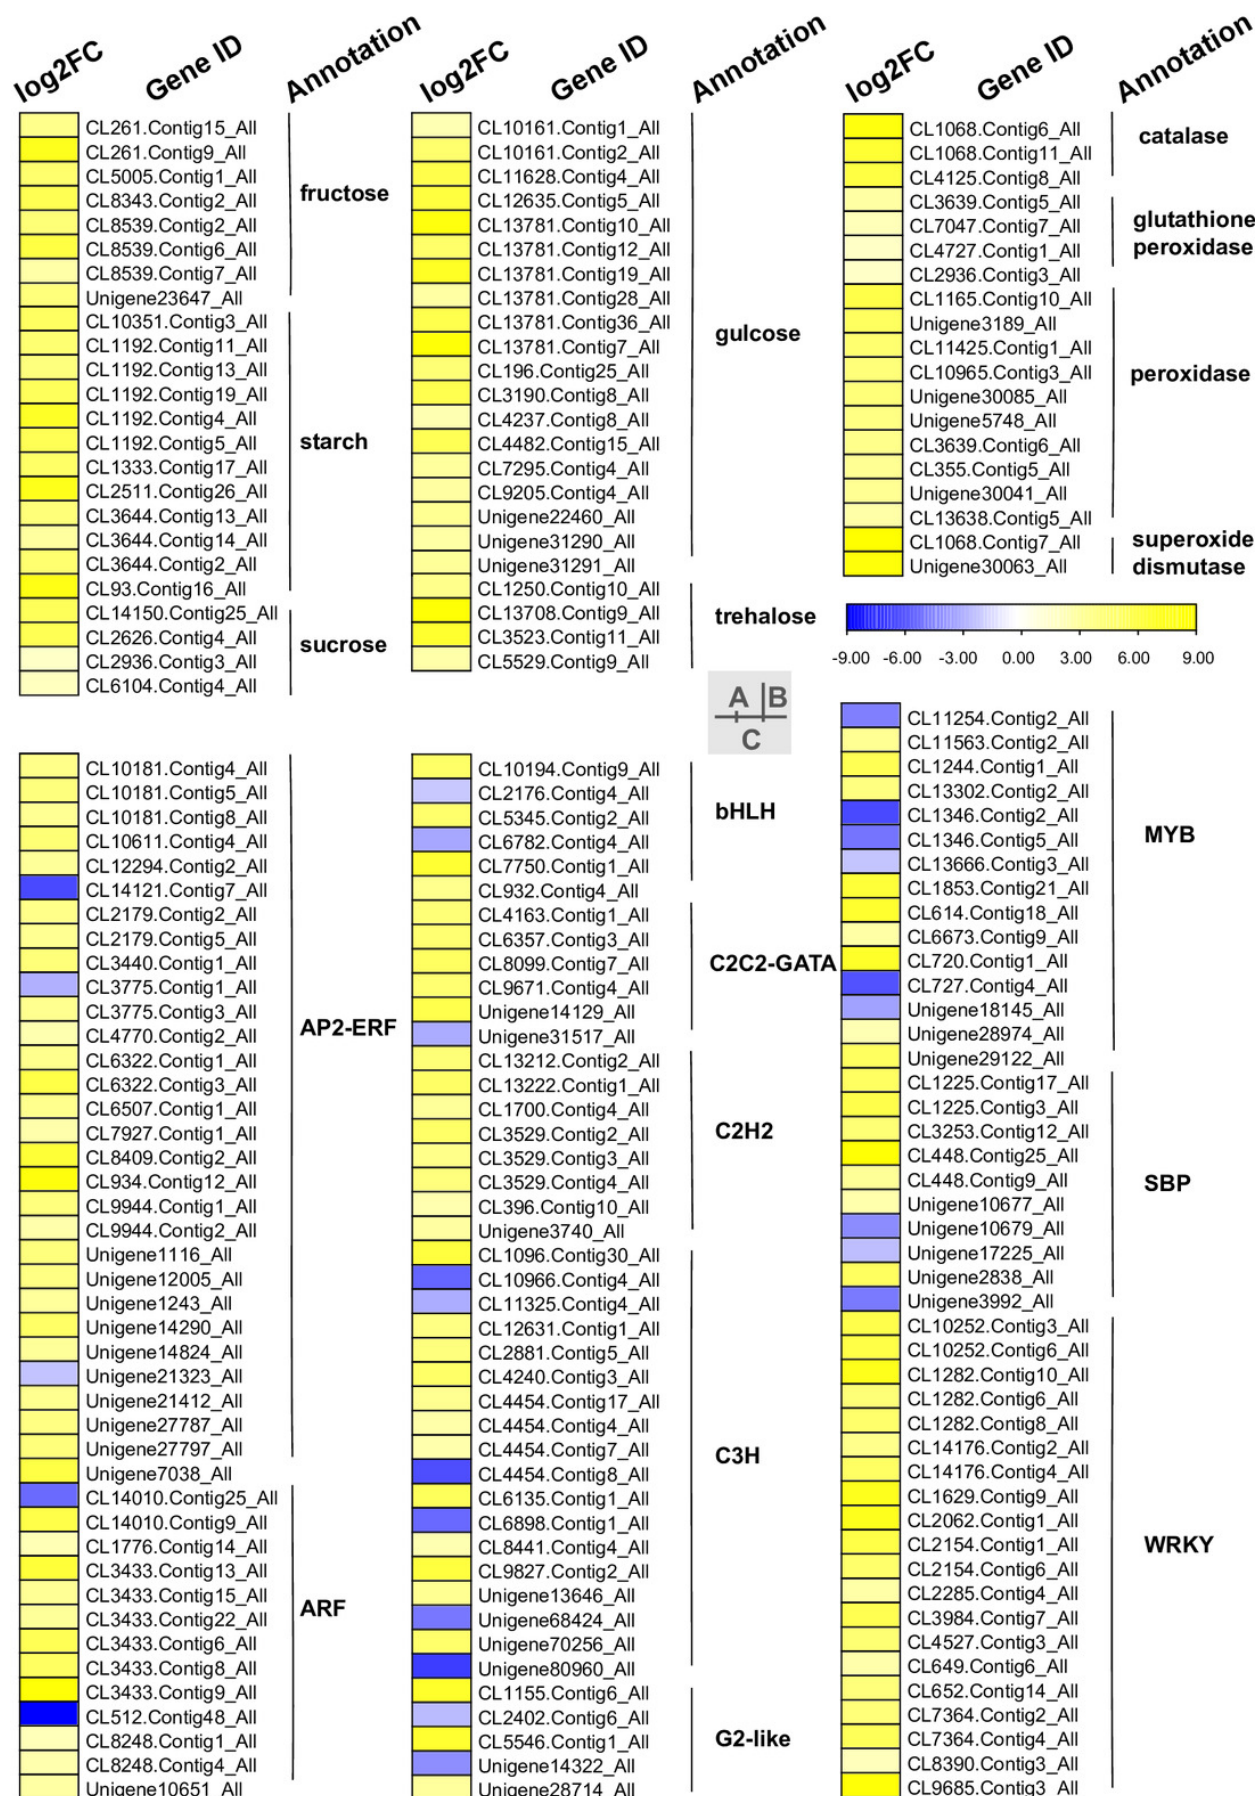 log2FC Gene ID Annotation
CL261.Contig15_All
CL261.Contig9_All
CL5005.Contig1_All
CL8343.Contig2_All
CL8539.Contig2_All
CL8539.Contig6_All
CL8539.Contig7_All
Unigene23647_All
fructose
CL10351.Contig3_All
CL1192.Contig11_All
CL1192.Contig13_All
CL1192.Contig19_All
CL1192.Contig4_All
CL1192.Contig5_All
CL1333.Contig17_All
CL2511.Contig26_All
CL3644.Contig13_All
CL3644.Contig14_All
CL3644.Contig2_All
CL93.Contig16_All
starch
CL14150.Contig25_All
CL2626.Contig4_All
CL2936.Contig3_All
CL6104.Contig4_All
sucrose
log2FC Gene ID Annotation
CL10161.Contig1_All
CL10161.Contig2_All
CL11628.Contig4_All
CL12635.Contig5_All
CL13781.Contig10_All
CL13781.Contig12_All
CL13781.Contig19_All
CL13781.Contig28_All
CL13781.Contig36_All
CL13781.Contig7_All
CL196.Contig25_All
CL3190.Contig8_All
CL4237.Contig8_All
CL4482.Contig15_All
CL7295.Contig4_All
CL9205.Contig4_All
Unigene22460_All
Unigene31290_All
Unigene31291_All
gulcose
CL1250.Contig10_All
CL13708.Contig9_All
CL3523.Contig11_All
CL5529.Contig9_All
trehalose
log2FC Gene ID Annotation
CL1068.Contig6_All
CL1068.Contig11_All
CL4125.Contig8_All
catalase
CL3639.Contig5_All
CL7047.Contig7_All
CL4727.Contig1_All
CL2936.Contig3_All
glutathione
peroxidase
CL1165.Contig10_All
Unigene3189_All
CL11425.Contig1_All
CL10965.Contig3_All
Unigene30085_All
Unigene5748_All
CL3639.Contig6_All
CL355.Contig5_All
Unigene30041_All
CL13638.Contig5_All
peroxidase
CL1068.Contig7_All
Unigene30063_All
superoxide
dismutase
-9.00 -6.00 -3.00 0.00 3.00 6.00 9.00
A B
C
CL10181.Contig4_All
CL10181.Contig5_All
CL10181.Contig8_All
CL10611.Contig4_All
CL12294.Contig2_All
CL14121.Contig7_All
CL2179.Contig2_All
CL2179.Contig5_All
CL3440.Contig1_All
CL3775.Contig1_All
CL3775.Contig3_All
CL4770.Contig2_All
CL6322.Contig1_All
CL6322.Contig3_All
CL6507.Contig1_All
CL7927.Contig1_All
CL8409.Contig2_All
CL934.Contig12_All
CL9944.Contig1_All
CL9944.Contig2_All
Unigene1116_All
Unigene12005_All
Unigene1243_All
Unigene14290_All
Unigene14824_All
Unigene21323_All
Unigene21412_All
Unigene27787_All
Unigene27797_All
Unigene7038_All
AP2-ERF
CL14010.Contig25_All
CL14010.Contig9_All
CL1776.Contig14_All
CL3433.Contig13_All
CL3433.Contig15_All
CL3433.Contig22_All
CL3433.Contig6_All
CL3433.Contig8_All
CL3433.Contig9_All
CL512.Contig48_All
CL8248.Contig1_All
CL8248.Contig4_All
Unigene10651_All
ARF
CL10194.Contig9_All
CL2176.Contig4_All
CL5345.Contig2_All
CL6782.Contig4_All
CL7750.Contig1_All
CL932.Contig4_All
bHLH
CL4163.Contig1_All
CL6357.Contig3_All
CL8099.Contig7_All
CL9671.Contig4_All
Unigene14129_All
Unigene31517_All
C2C2-GATA
CL13212.Contig2_All
CL13222.Contig1_All
CL1700.Contig4_All
CL3529.Contig2_All
CL3529.Contig3_All
CL3529.Contig4_All
CL396.Contig10_All
Unigene3740_All
C2H2
CL1096.Contig30_All
CL10966.Contig4_All
CL11325.Contig4_All
CL12631.Contig1_All
CL2881.Contig5_All
CL4240.Contig3_All
CL4454.Contig17_All
CL4454.Contig4_All
CL4454.Contig7_All
CL4454.Contig8_All
CL6135.Contig1_All
CL6898.Contig1_All
CL8441.Contig4_All
CL9827.Contig2_All
Unigene13646_All
Unigene68424_All
Unigene70256_All
Unigene80960_All
C3H
CL1155.Contig6_All
CL2402.Contig6_All
CL5546.Contig1_All
Unigene14322_All
Unigene28714_All
G2-like
CL11254.Contig2_All
CL11563.Contig2_All
CL1244.Contig1_All
CL13302.Contig2_All
CL1346.Contig2_All
CL1346.Contig5_All
CL13666.Contig3_All
CL1853.Contig21_All
CL614.Contig18_All
CL6673.Contig9_All
CL720.Contig1_All
CL727.Contig4_All
Unigene18145_All
Unigene28974_All
Unigene29122_All
MYB
CL1225.Contig17_All
CL1225.Contig3_All
CL3253.Contig12_All
CL448.Contig25_All
CL448.Contig9_All
Unigene10677_All
Unigene10679_All
Unigene17225_All
Unigene2838_All
Unigene3992_All
SBP
CL10252.Contig3_All
CL10252.Contig6_All
CL1282.Contig10_All
CL1282.Contig6_All
CL1282.Contig8_All
CL14176.Contig2_All
CL14176.Contig4_All
CL1629.Contig9_All
CL2062.Contig1_All
CL2154.Contig1_All
CL2154.Contig6_All
CL2285.Contig4_All
CL3984.Contig7_All
CL4527.Contig3_All
CL649.Contig6_All
CL652.Contig14_All
CL7364.Contig2_All
CL7364.Contig4_All
CL8390.Contig3_All
CL9685.Contig3_All
WRKY